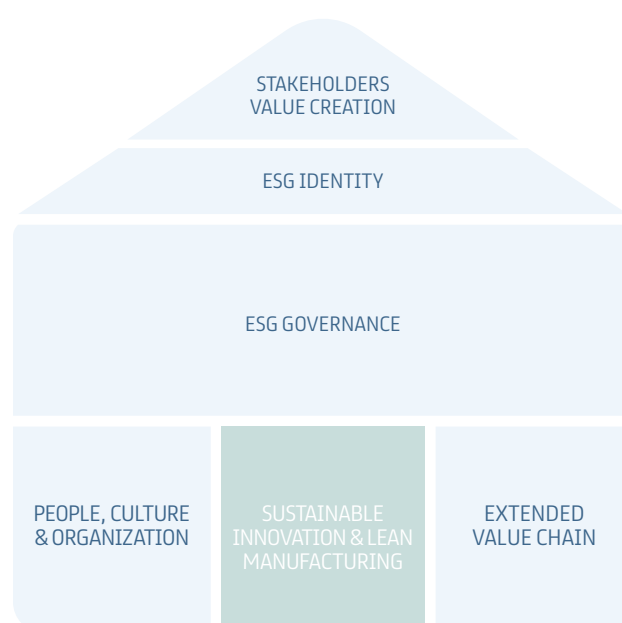 STAKEHOLDERS
VALUE CREATION
ESG IDENTITY
ESG GOVERNANCE
PEOPLE, CULTURE
& ORGANIZATION
SUSTAINABLE
INNOVATION & LEAN
MANUFACTURING
EXTENDED
VALUE CHAIN